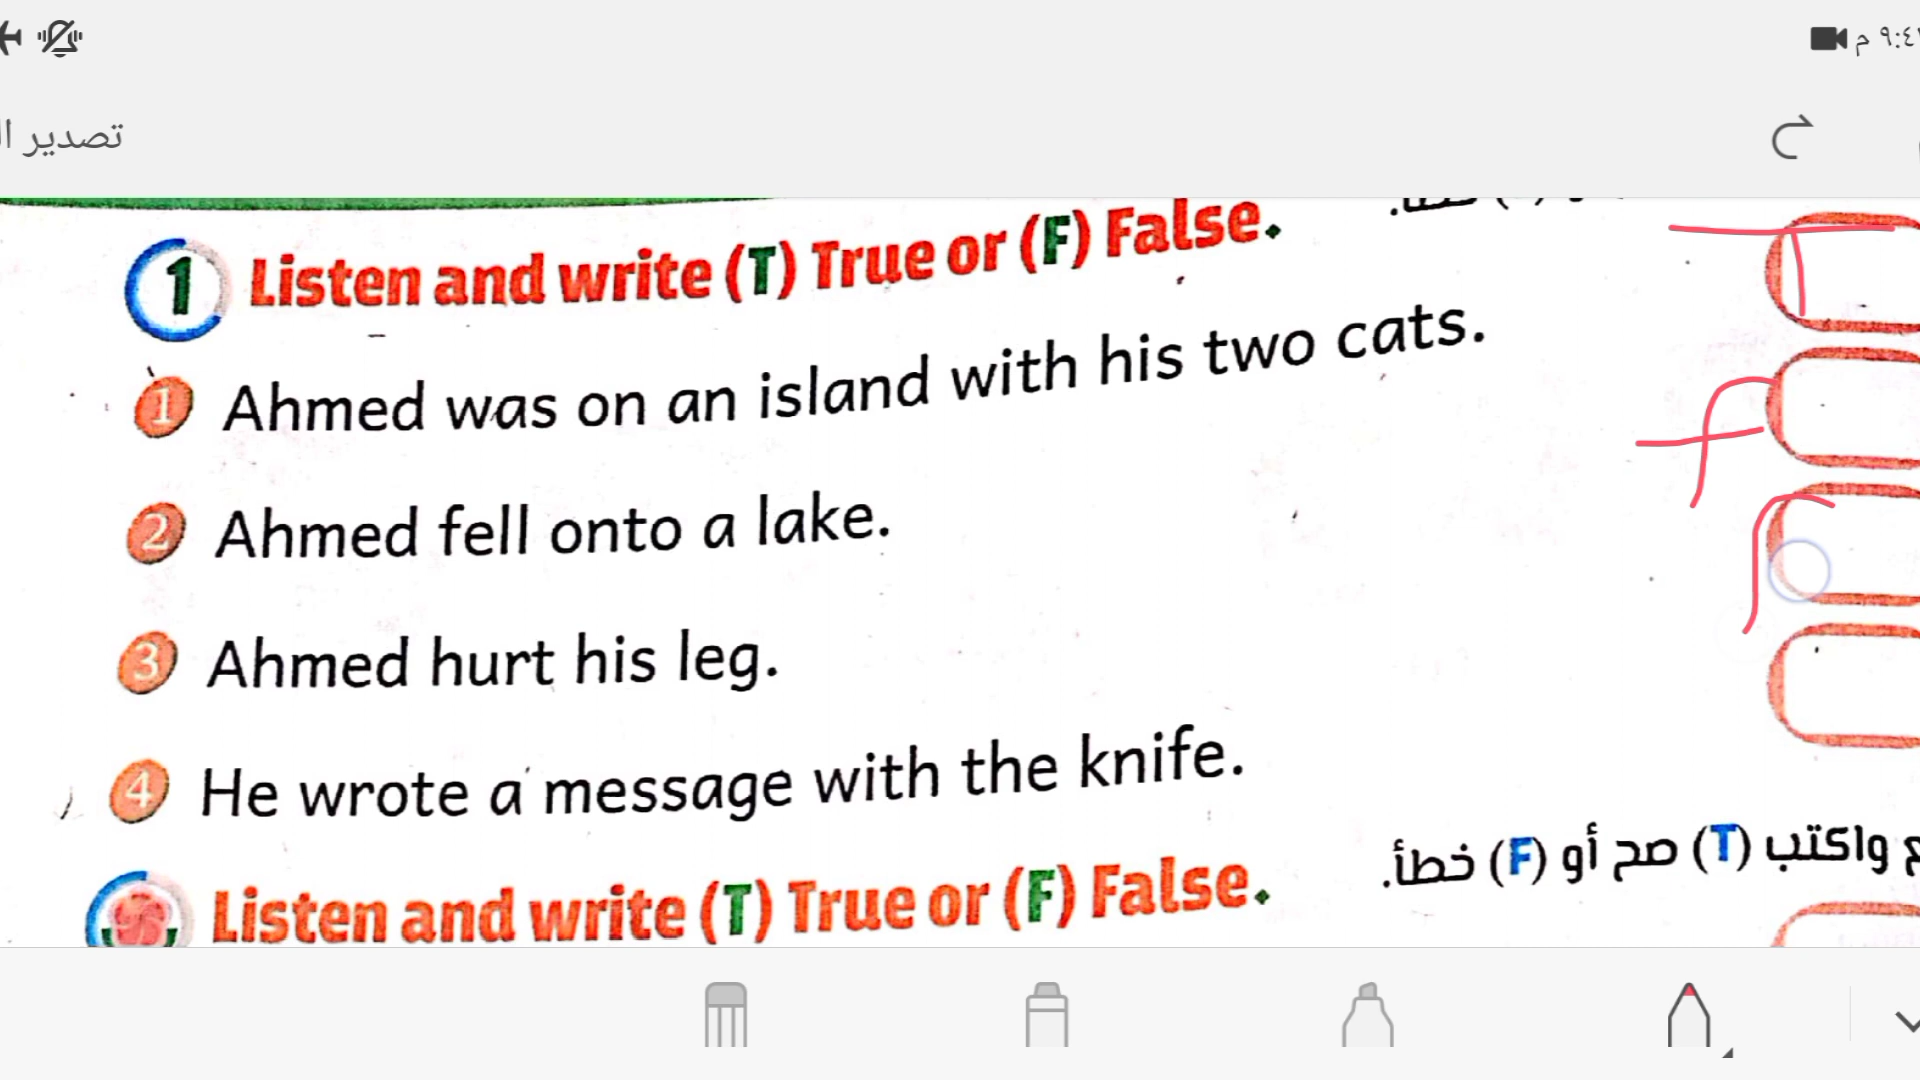 م
تصدير
1 Listen and write (T) True or (F) False.
T
1 Ahmed was on an island with his two cats.
f
2 Ahmed fell onto a lake.
3 Ahmed hurt his leg.
4 He wrote a message with the knife.
واكتب (T) صح أو (F) خطأ.
Listen and write (T) True or (F) False.